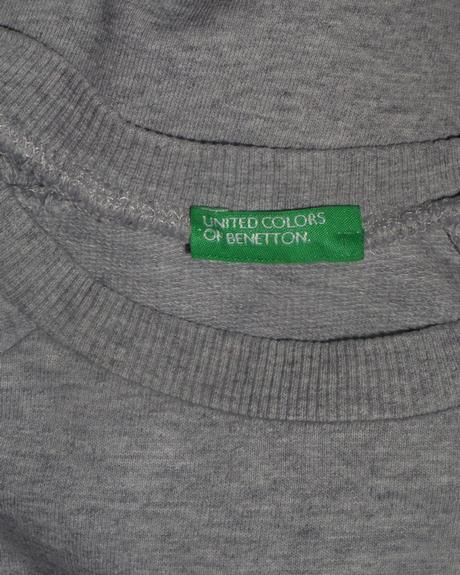 UNITED COLORS
OF BENETTON.